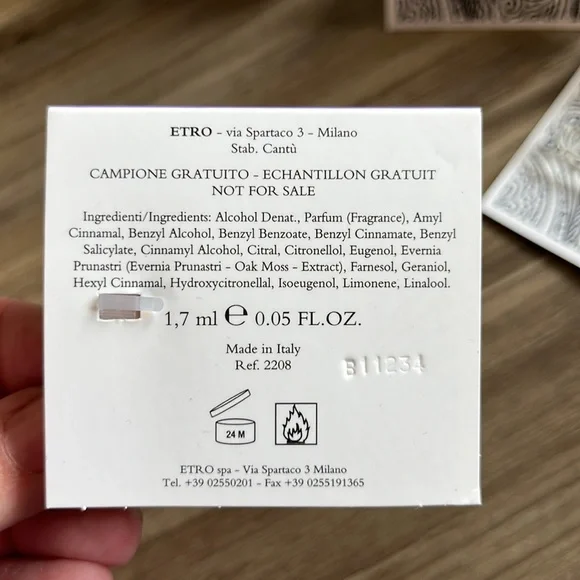 ETRO - via Spartaco 3 - Milano
Stab. Cantù
CAMPIONE GRATUITO - ECHANTILLON GRATUIT
NOT FOR SALE
Ingredienti/Ingredients: Alcohol Denat., Parfum (Fragrance), Amyl
Cinnamal, Benzyl Alcohol, Benzyl Benzoate, Benzyl Cinnamate, Benzyl
Salicylate, Cinnamyl Alcohol, Citral, Citronellol, Eugenol, Evernia
Prunastri (Evernia Prunastri - Oak Moss - Extract), Farnesol, Geraniol,
Hexyl Cinnamal, Hydroxycitronellal, Isoeugenol, Limonene, Linalool.
1,7 ml ℮ 0.05 FL.OZ.
Made in Italy
Ref. 2208
B11234
24 M
ETRO spa - Via Spartaco 3 Milano
Tel. +39 02550201 - Fax +39 0255191365